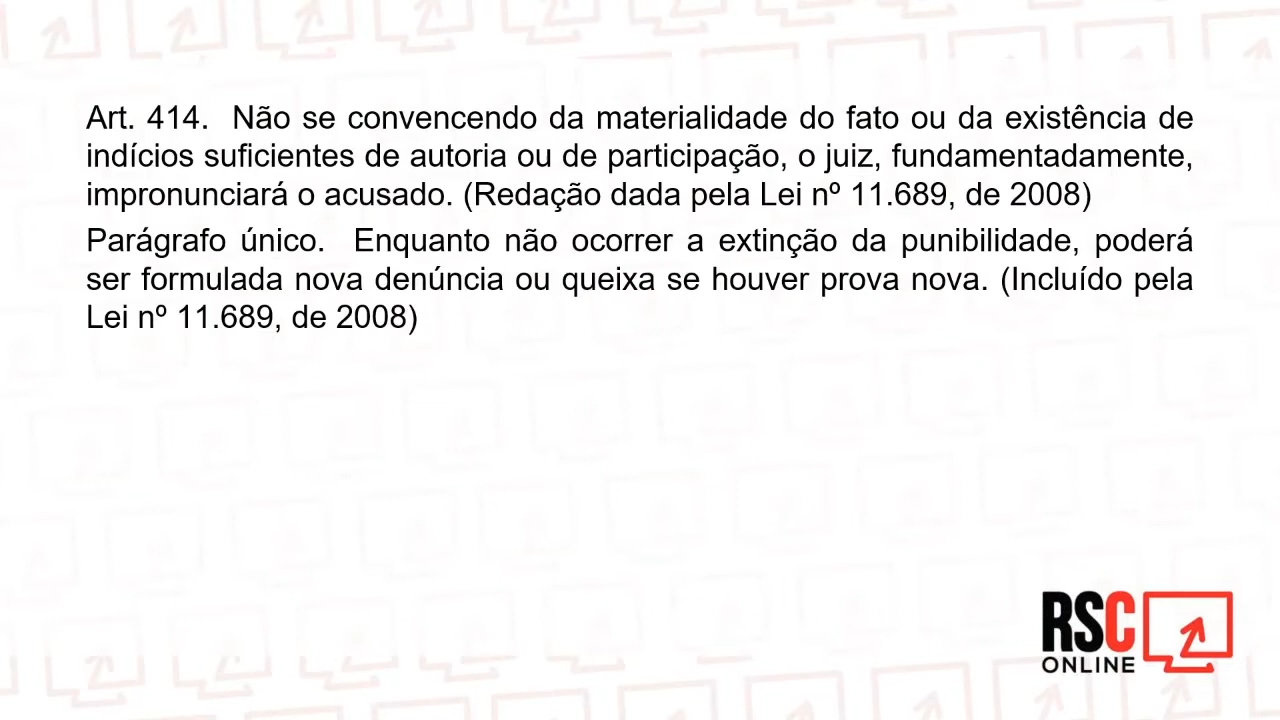 Art. 414. Não se convencendo da materialidade do fato ou da existência de
indícios suficientes de autoria ou de participação, o juiz, fundamentadamente,
impronunciará o acusado. (Redação dada pela Lei nº 11.689, de 2008)
Parágrafo único. Enquanto não ocorrer a extinção da punibilidade, poderá
ser formulada nova denúncia ou queixa se houver prova nova. (Incluído pela
Lei nº 11.689, de 2008)
RSC
ONLINE